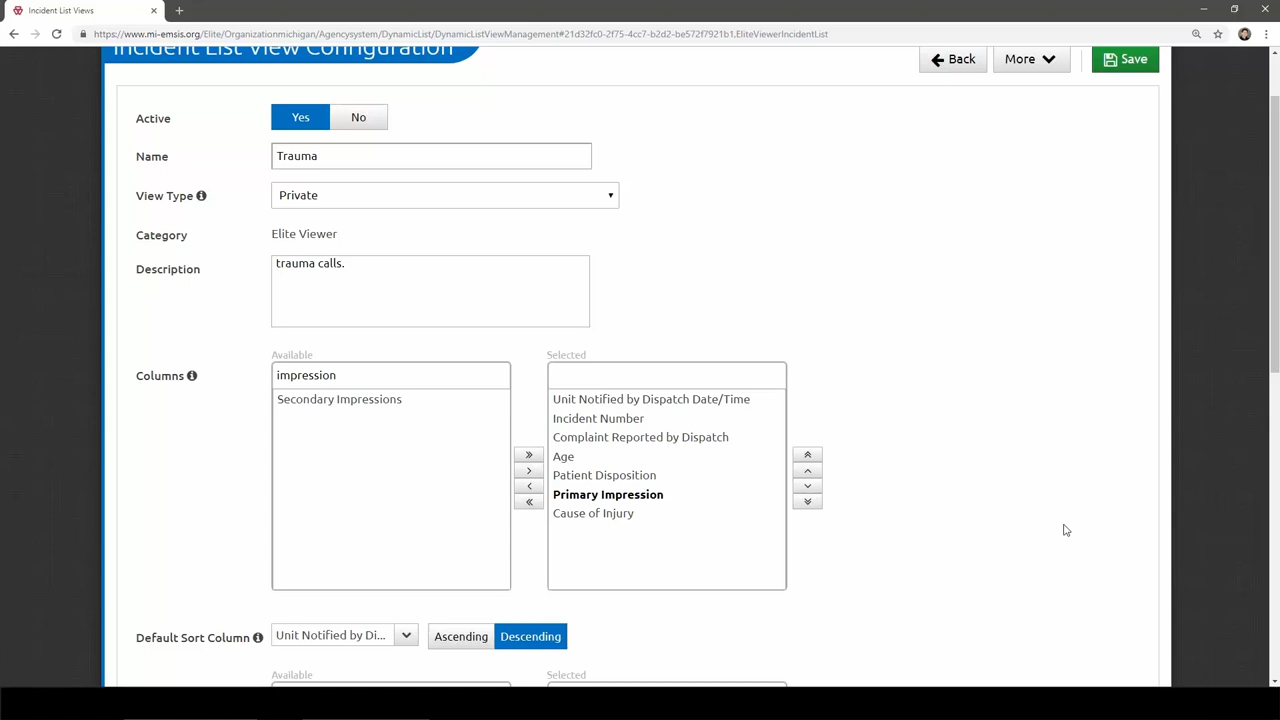 Incident List Views
https://www.mi-emsis.org/Elite/Organizationmichigan/Agencysystem/DynamicList/DynamicListViewManagement#21d32fc0-2f75-4cc7-b2d2-be572f7921b1,EliteViewerIncidentList
Incident List View Configuration
Back
More
Save
Active
Yes
No
Name
Trauma
View Type
Private
Category
Elite Viewer
Description
trauma calls.
Available
Selected
Columns
impression
Secondary Impressions
Unit Notified by Dispatch Date/Time
Incident Number
Complaint Reported by Dispatch
Age
Patient Disposition
Primary Impression
Cause of Injury
Default Sort Column
Unit Notified by Di...
Ascending
Descending
Available
Selected